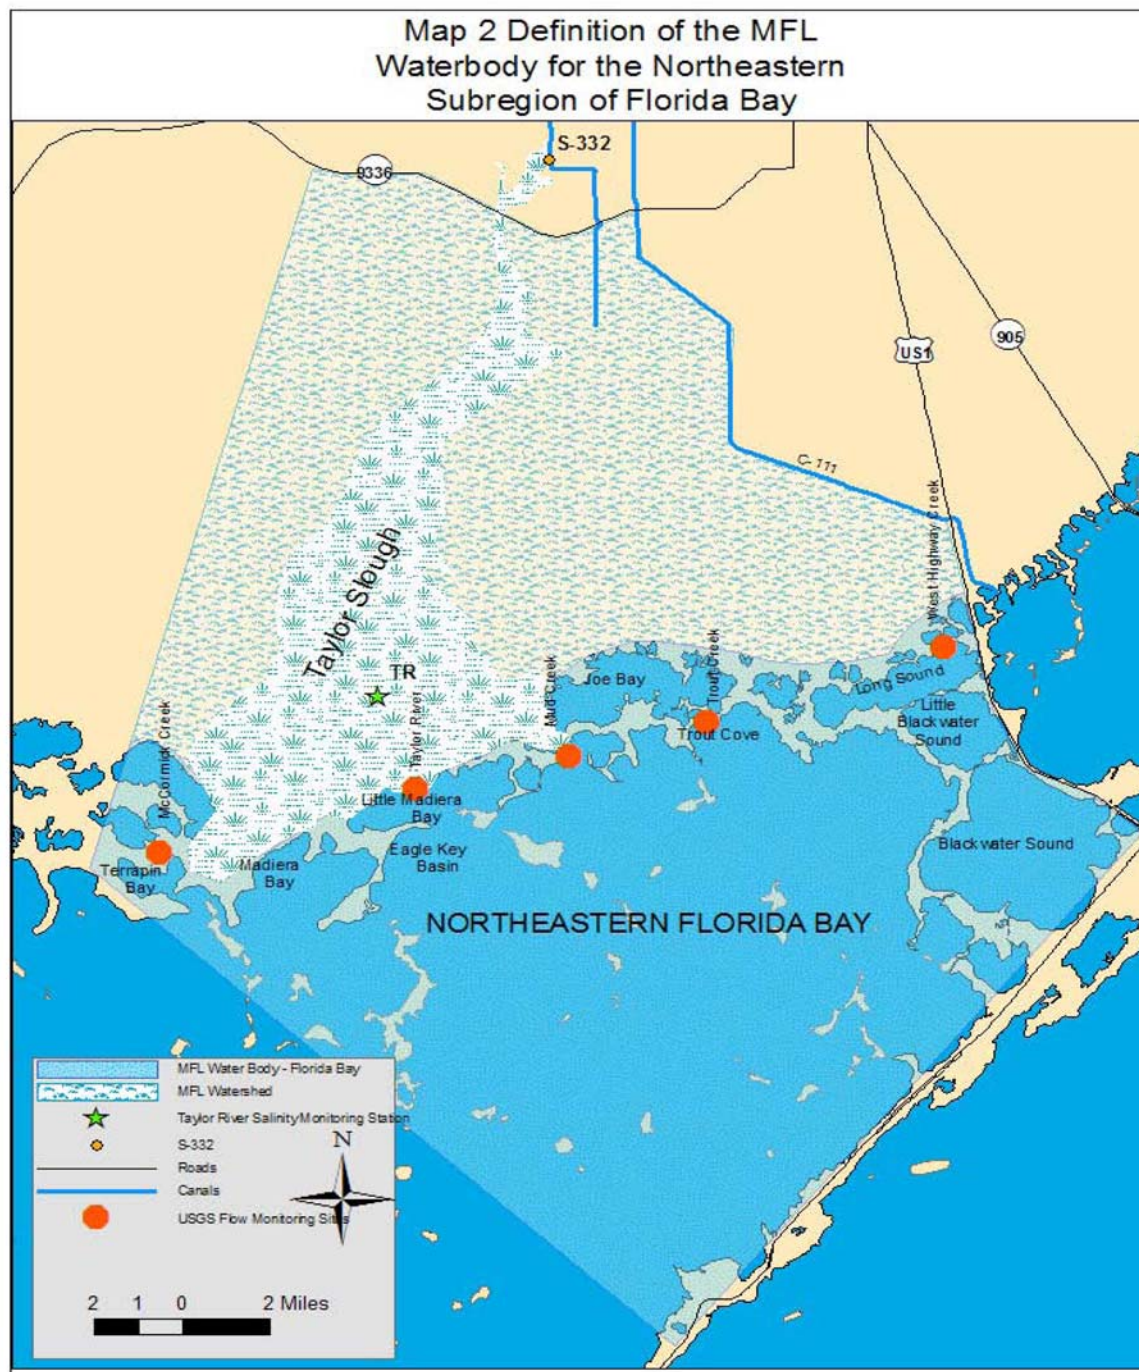 Map 2 Definition of the MFL
Waterbody for the Northeastern
Subregion of Florida Bay
S-332
9336
905
US1
C-111
West Highway Creek
Taylor Slough
TR
Taylor River
Mud Creek
Joe Bay
Trout Creek
Trout Cove
Long Sound
Little
Blackwater
Sound
McCormick Creek
Little Madiera
Bay
Eagle Key
Basin
Madiera
Bay
Terrapin
Bay
Blackwater Sound
NORTHEASTERN FLORIDA BAY
MFL Water Body - Florida Bay
MFL Watershed
Taylor River Salinity Monitoring Station
S-332
Roads
Canals
USGS Flow Monitoring Sites
N
2 1 0 2 Miles